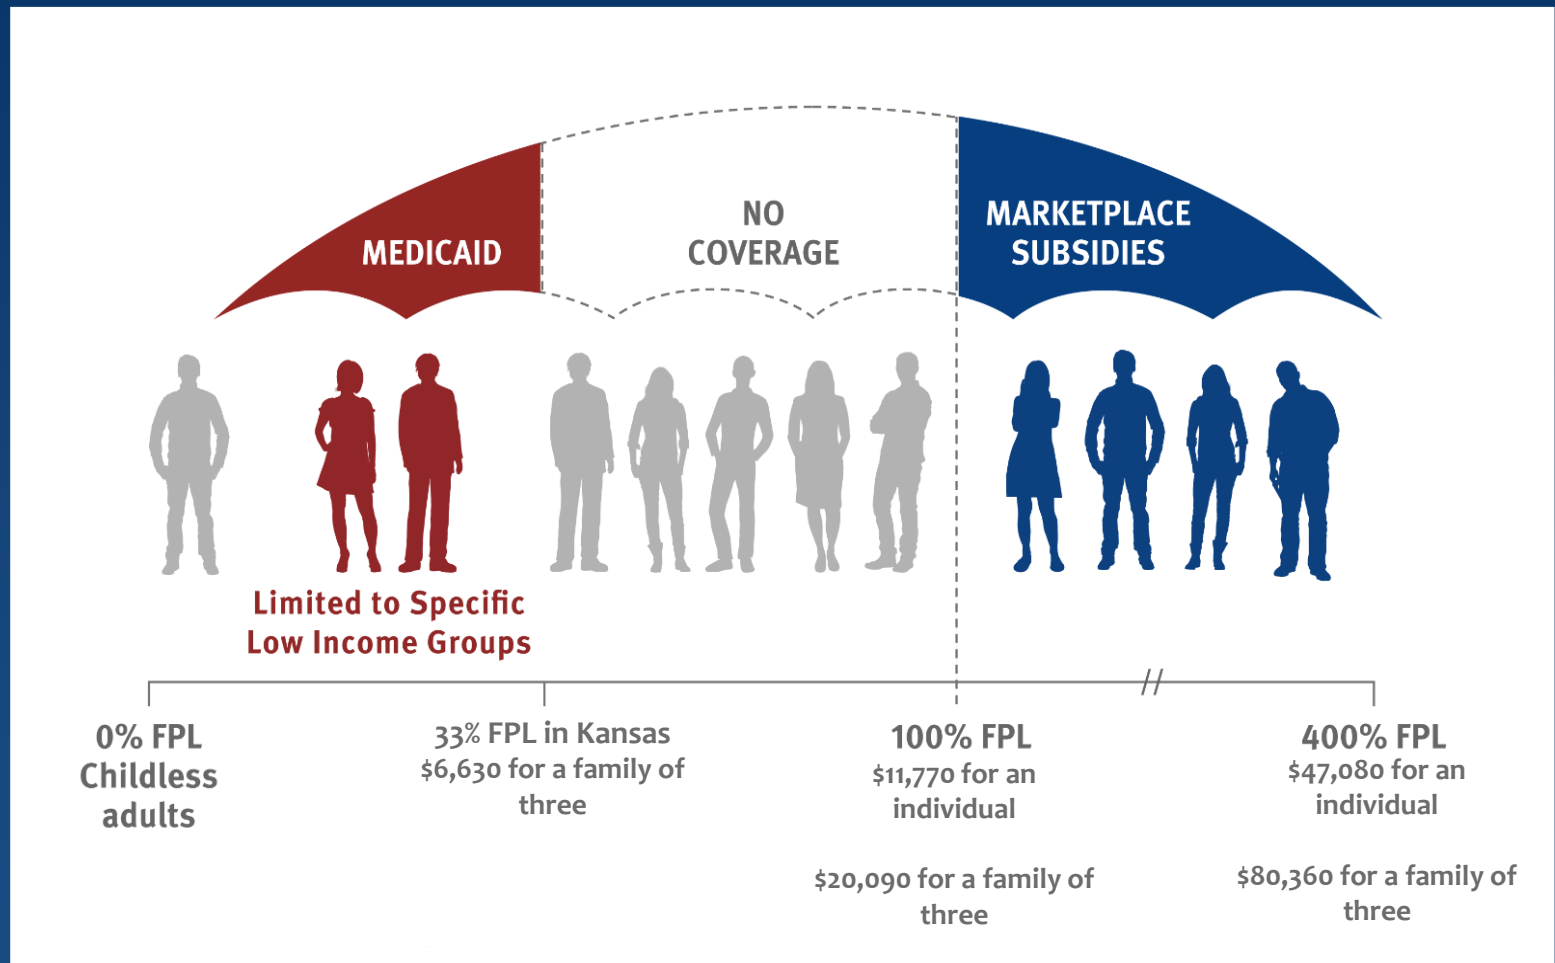 MEDICAID
NO
COVERAGE
MARKETPLACE
SUBSIDIES
Limited to Specific
Low Income Groups
0% FPL
Childless
adults
33% FPL in Kansas
$6,630 for a family of
three
100% FPL
$11,770 for an
individual
$20,090 for a family of
three
400% FPL
$47,080 for an
individual
$80,360 for a family of
three